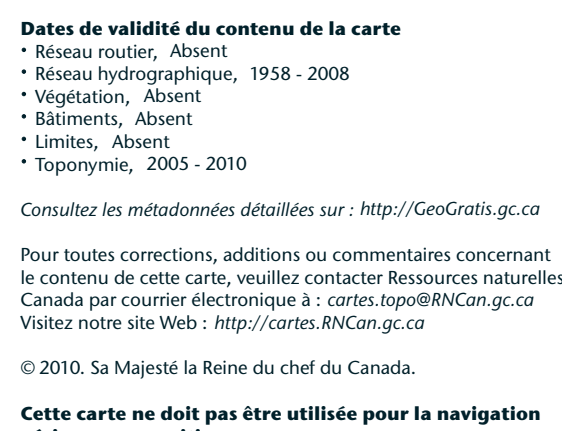 Dates de validité du contenu de la carte
• Réseau routier, Absent
• Réseau hydrographique, 1958 - 2008
• Végétation, Absent
• Bâtiments, Absent
• Limites, Absent
• Toponymie, 2005 - 2010
Consultez les métadonnées détaillées sur : http://GeoGratis.gc.ca
Pour toutes corrections, additions ou commentaires concernant
le contenu de cette carte, veuillez contacter Ressources naturelles
Canada par courrier électronique à : cartes.topo@RNCan.gc.ca
Visitez notre site Web : http://cartes.RNCan.gc.ca
© 2010. Sa Majesté la Reine du chef du Canada.
Cette carte ne doit pas être utilisée pour la navigation